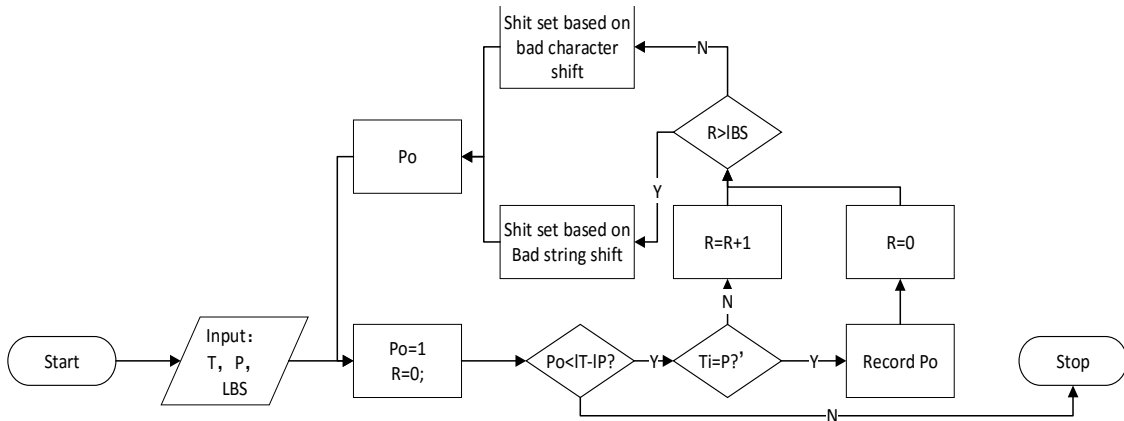 Shit set based on
bad character
shift
N
R>lBS
Po
Y
Shit set based on
Bad string shift
R=R+1
R=0
N
Start
Input:
T, P,
LBS
Po=1
R=0;
Po<lT-lP?
Y
Ti=P?’
Y
Record Po
Stop
N